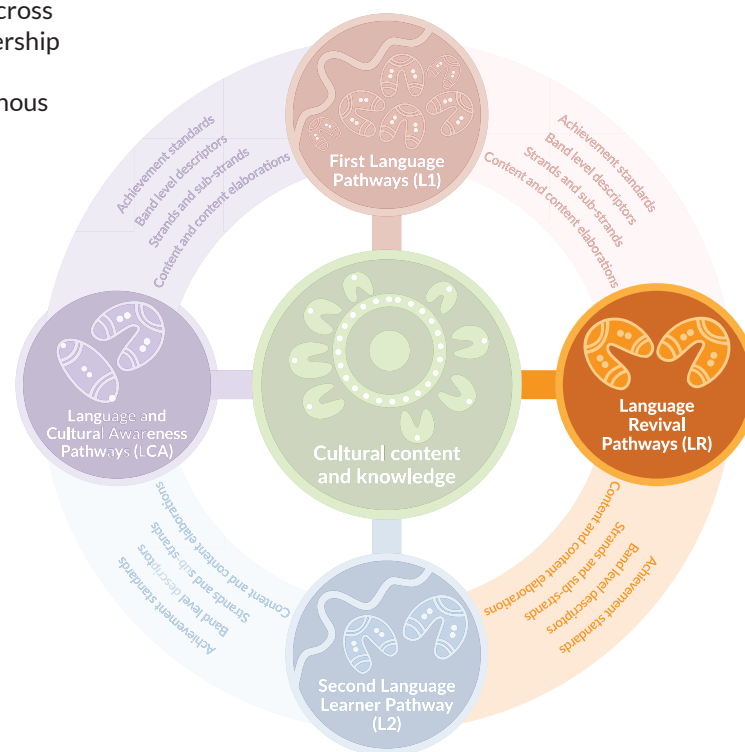 cross
ership
nous
First Language
Pathways (L1)
Achievement standards
Band level descriptors
Strands and sub-strands
Content and content elaborations
Achievement standards
Band level descriptors
Strands and sub-strands
Content and content elaborations
Language and
Cultural Awareness
Pathways (LCA)
Cultural content
and knowledge
Language
Revival
Pathways (LR)
Content and content elaborations
Strands and sub-strands
Band level descriptors
Achievement standards
Content and content elaborations
Strands and sub-strands
Band level descriptors
Achievement standards
Second Language
Learner Pathway
(L2)